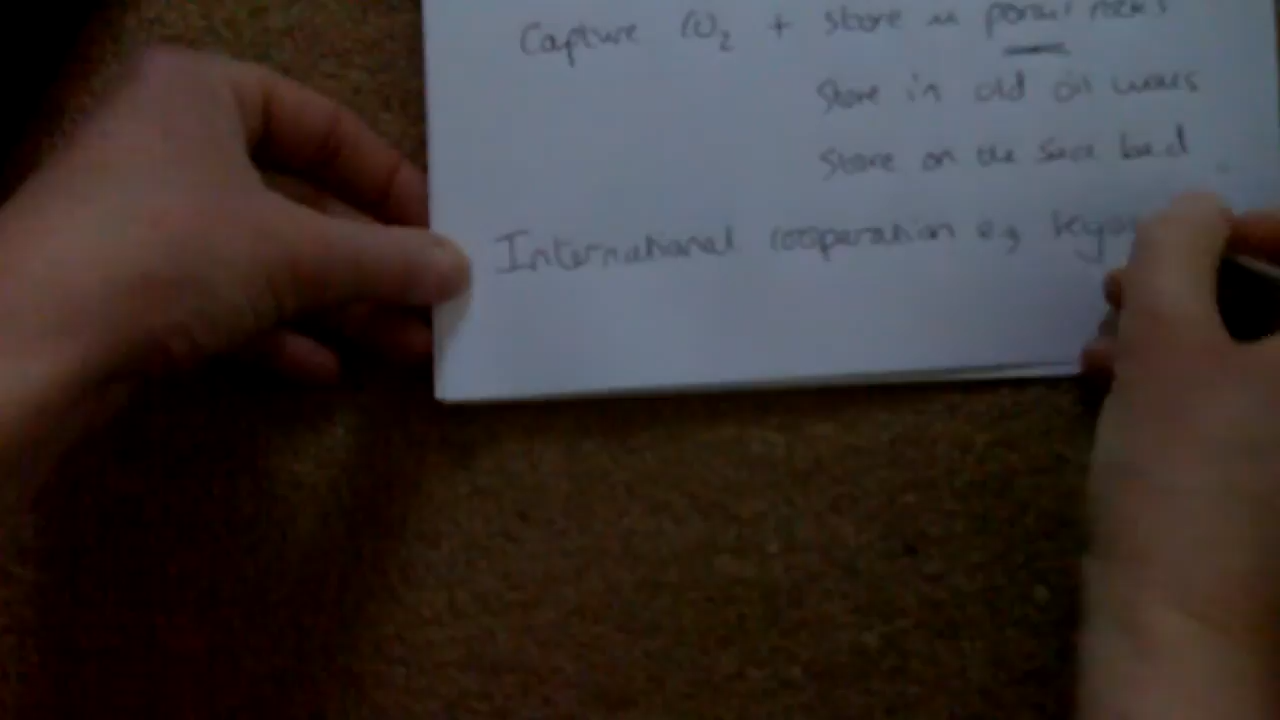 Capture CO₂ + store in porous rocks
Store in old oil wells
Store on the sea bed
International cooperation eg